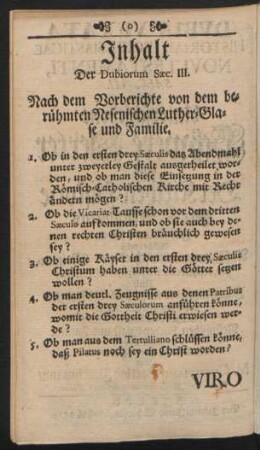 (o)
Inhalt
Der Dubiorum Sæc. III.
Nach dem Vorberichte von dem be-
rühmten Nesenischen Luther-Gla-
se und Familie.
1. Ob in den ersten drey Sæculis das Abendmahl
unter zweyerley Gestalt ausgetheilet wor-
den, und ob man diese Einsegung in der
Römisch-Catholischen Kirche mit Recht
ändern mögen?
2. Ob die Vicariat-Tauffe schon vor dem dritten
Sæculo aufkommen, und ob sie auch bey de-
nen rechten Christen bräuchlich gewesen
sey?
3. Ob einige Käyser in den ersten drey Sæculis
Christum haben unter die Götter setzen
wollen?
4. Ob man deutl. Zeugnisse aus denen Patribus
der ersten drey Sæculorum anführen könne,
womit die Gottheit Christi erwiesen wer-
de?
5. Ob man aus dem Tertulliano schlüssen könne,
daß Pilatus noch sey ein Christ worden?
VIRO